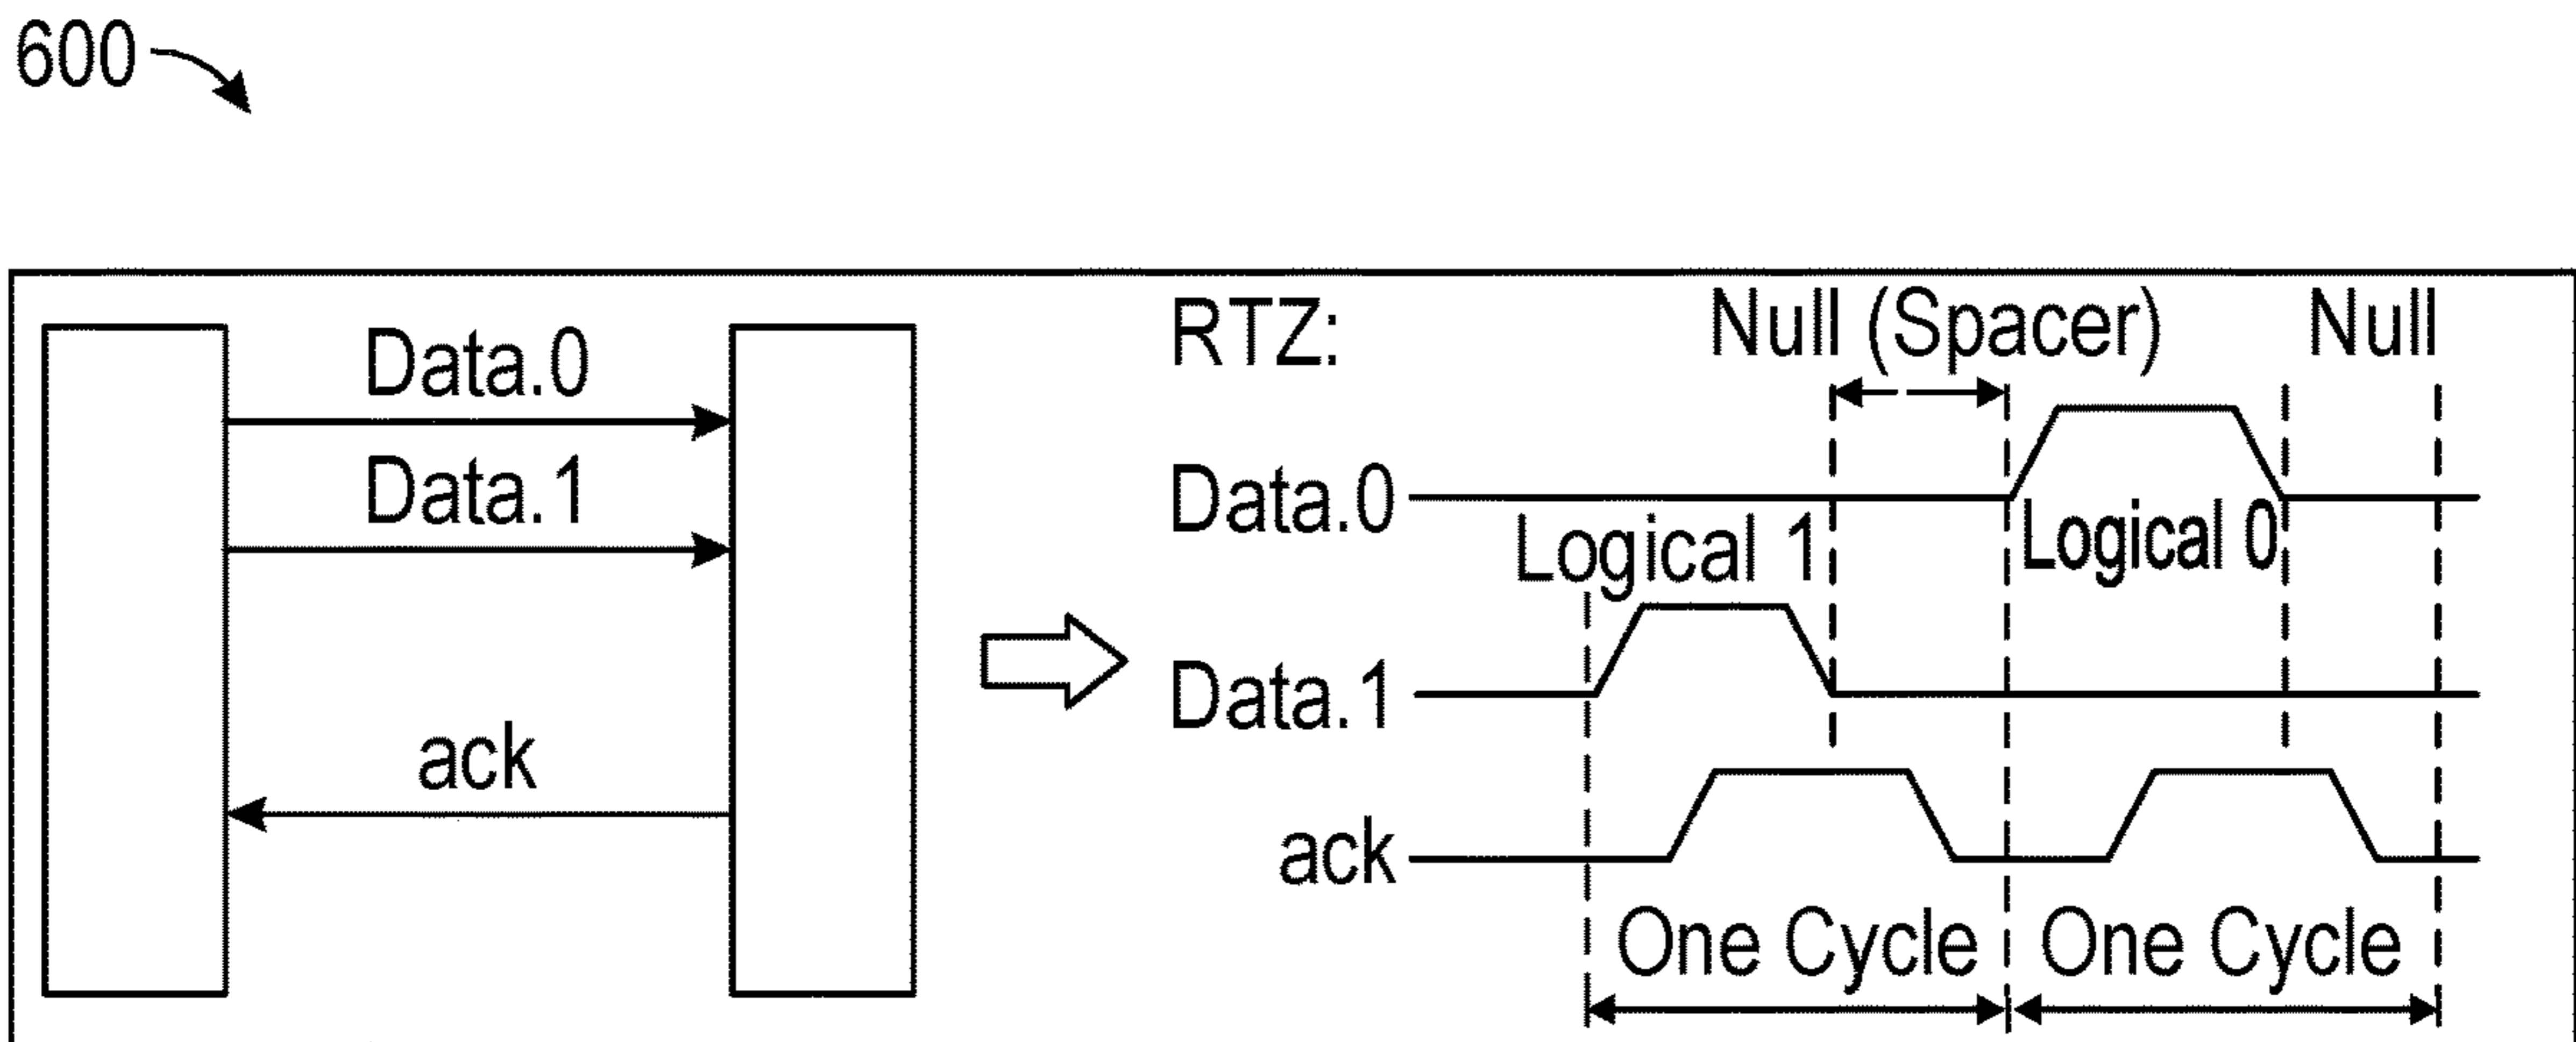 600
Data.0
Data.1
ack
RTZ:
Null (Spacer)
Null
Data.0
Logical 1
Logical 0
Data.1
ack
One Cycle
One Cycle